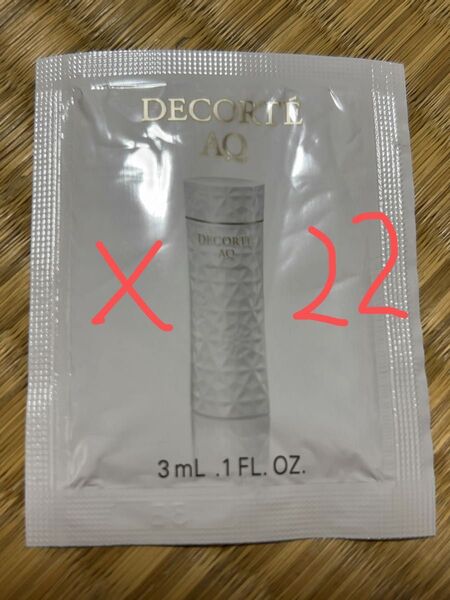 DECORTÉ
AQ
DECORTÉ
AQ
X 22
3 mL .1 FL. OZ.